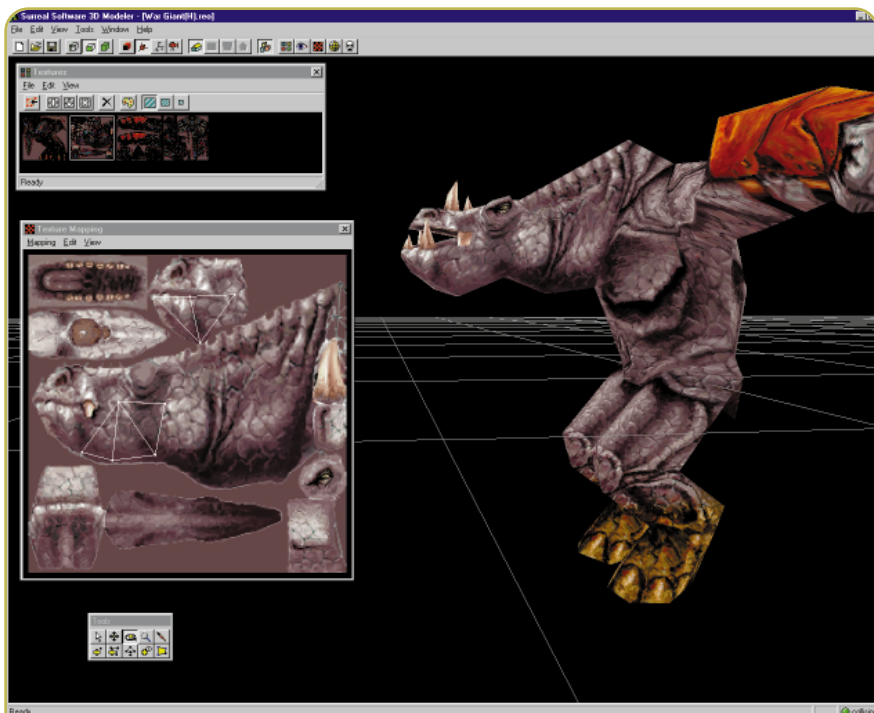 Surreal Software 3D Modeler - [War Giant(H).reo]
File Edit View Tools Window Help
Textures
File Edit View
Ready
Texture Mapping
Mapping Edit View
Tools
Ready